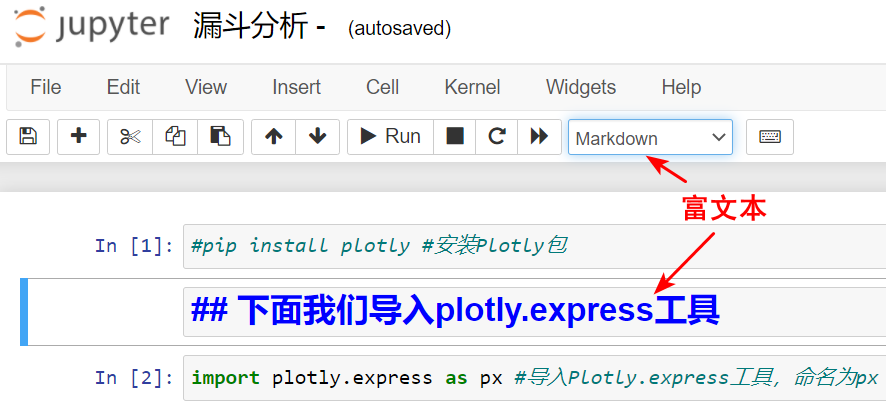 jupyter 漏斗分析 - (autosaved)
File Edit View Insert Cell Kernel Widgets Help
Run Markdown
富文本
In [1]: #pip install plotly #安装Plotly包
## 下面我们导入plotly.express工具
In [2]: import plotly.express as px #导入Plotly.express工具，命名为px